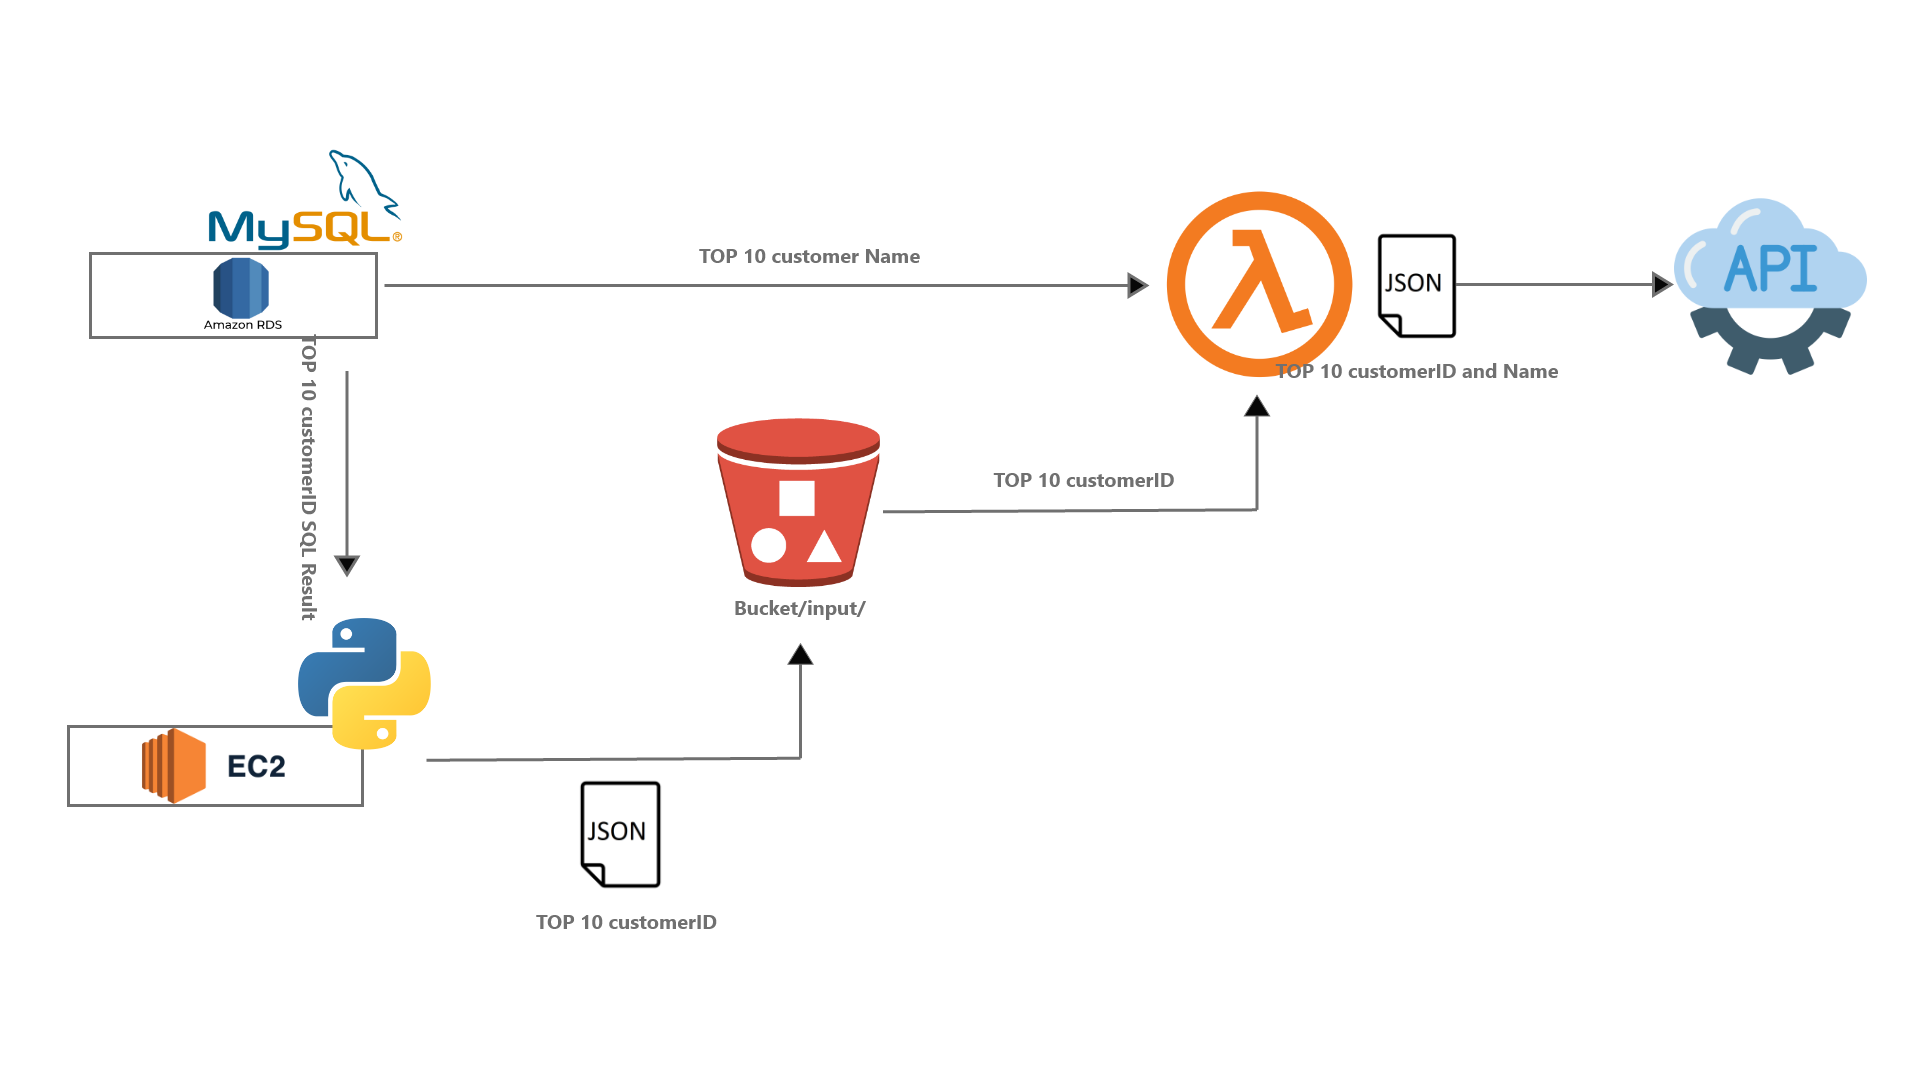 MySQL®
Amazon RDS
TOP 10 customer Name
JSON
API
TOP 10 customerID and Name
TOP 10 customerID SQL Result
TOP 10 customerID
Bucket/input/
EC2
JSON
TOP 10 customerID